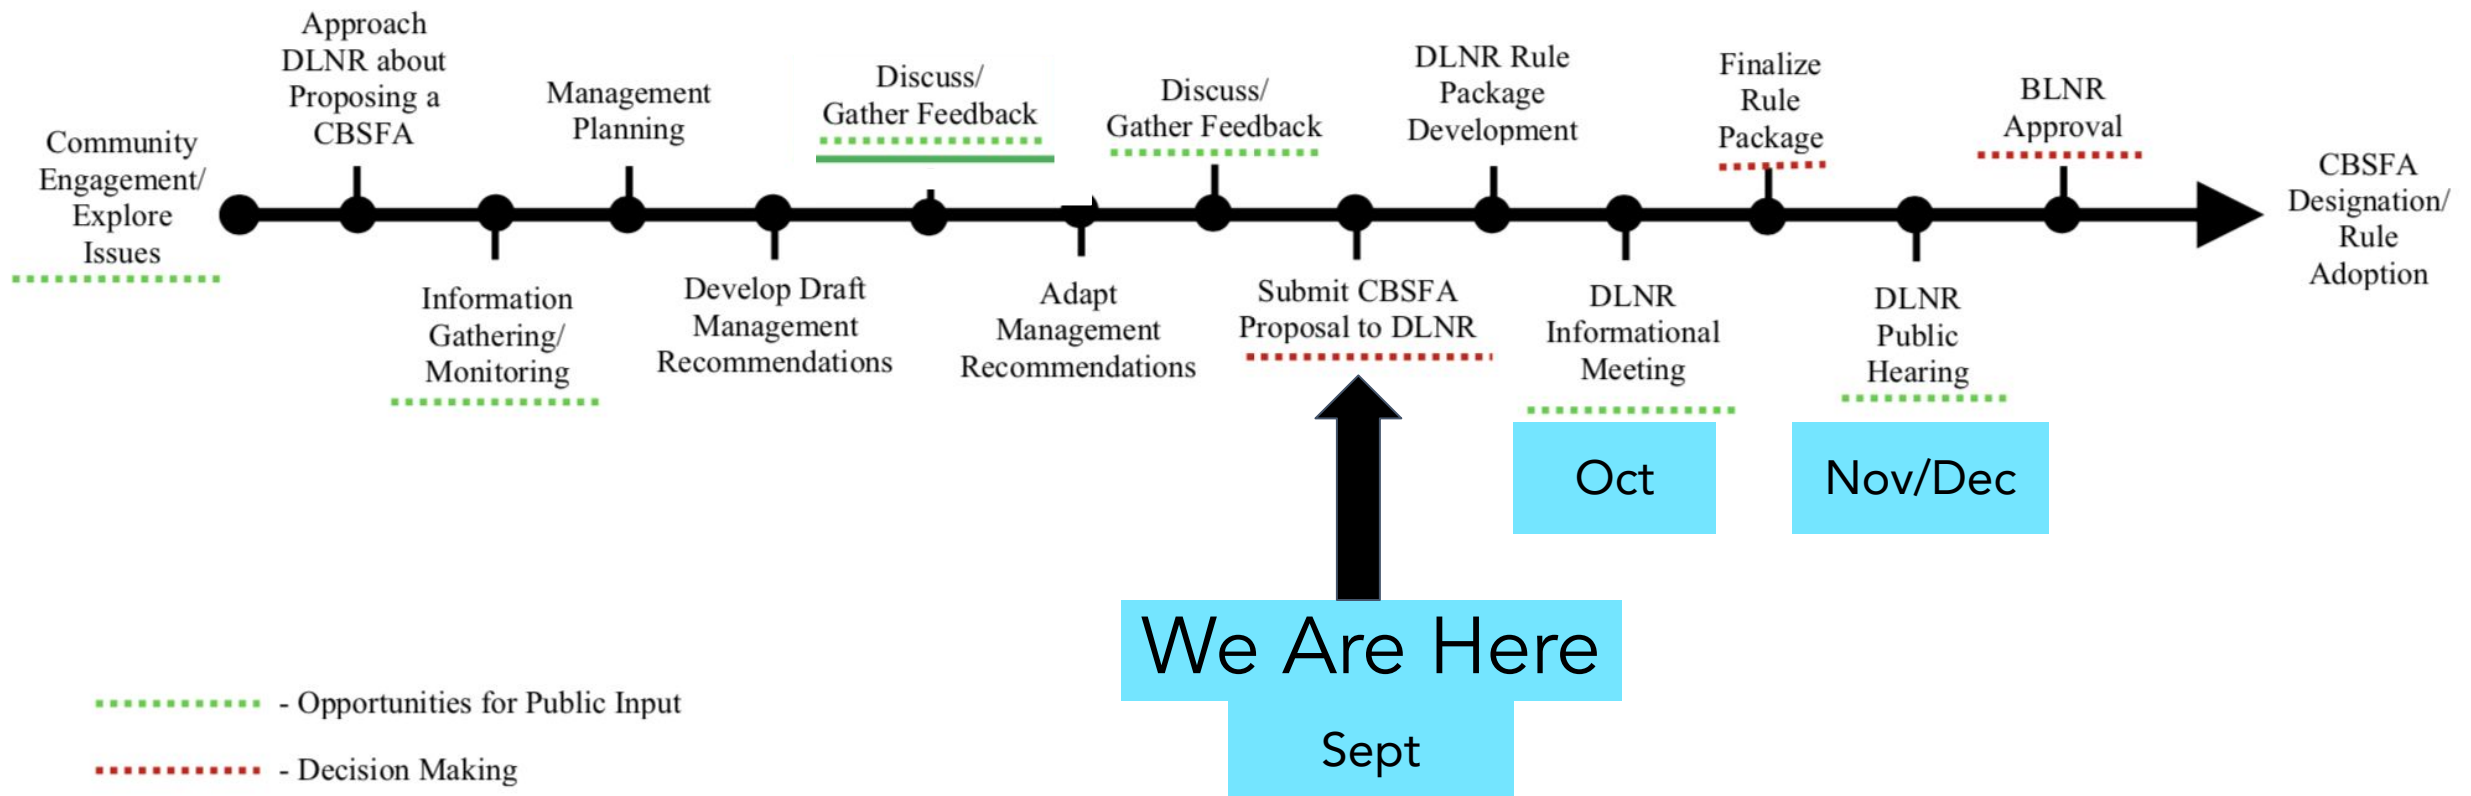 Community
Engagement/
Explore
Issues
Approach
DLNR about
Proposing a
CBSFA
Information
Gathering/
Monitoring
Management
Planning
Develop Draft
Management
Recommendations
Discuss/
Gather Feedback
Adapt
Management
Recommendations
Discuss/
Gather Feedback
Submit CBSFA
Proposal to DLNR
DLNR Rule
Package
Development
DLNR
Informational
Meeting
Finalize
Rule
Package
DLNR
Public
Hearing
BLNR
Approval
CBSFA
Designation/
Rule
Adoption
Oct
Nov/Dec
We Are Here
Sept
- Opportunities for Public Input
- Decision Making